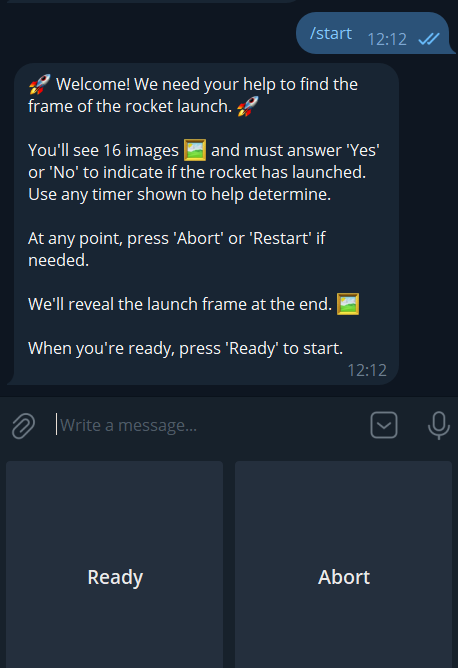 /start 12:12
🚀 Welcome! We need your help to find the
frame of the rocket launch. 🚀
You'll see 16 images 🖼️ and must answer 'Yes'
or 'No' to indicate if the rocket has launched.
Use any timer shown to help determine.
At any point, press 'Abort' or 'Restart' if
needed.
We'll reveal the launch frame at the end. 🖼️
When you're ready, press 'Ready' to start.
12:12
Write a message...
Ready Abort